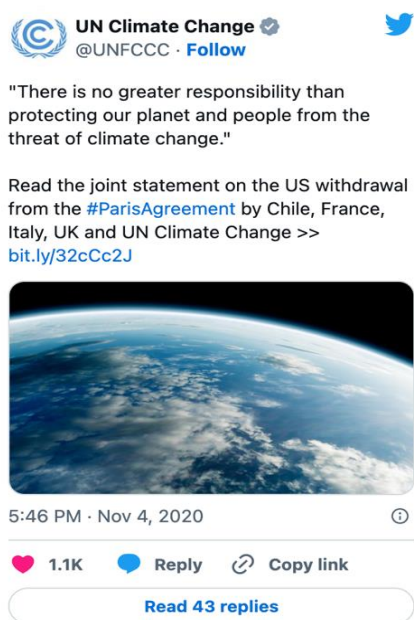 UN Climate Change
@UNFCCC · Follow
"There is no greater responsibility than
protecting our planet and people from the
threat of climate change."
Read the joint statement on the US withdrawal
from the #ParisAgreement by Chile, France,
Italy, UK and UN Climate Change >>
bit.ly/32cCc2J
5:46 PM · Nov 4, 2020
1.1K Reply Copy link
Read 43 replies